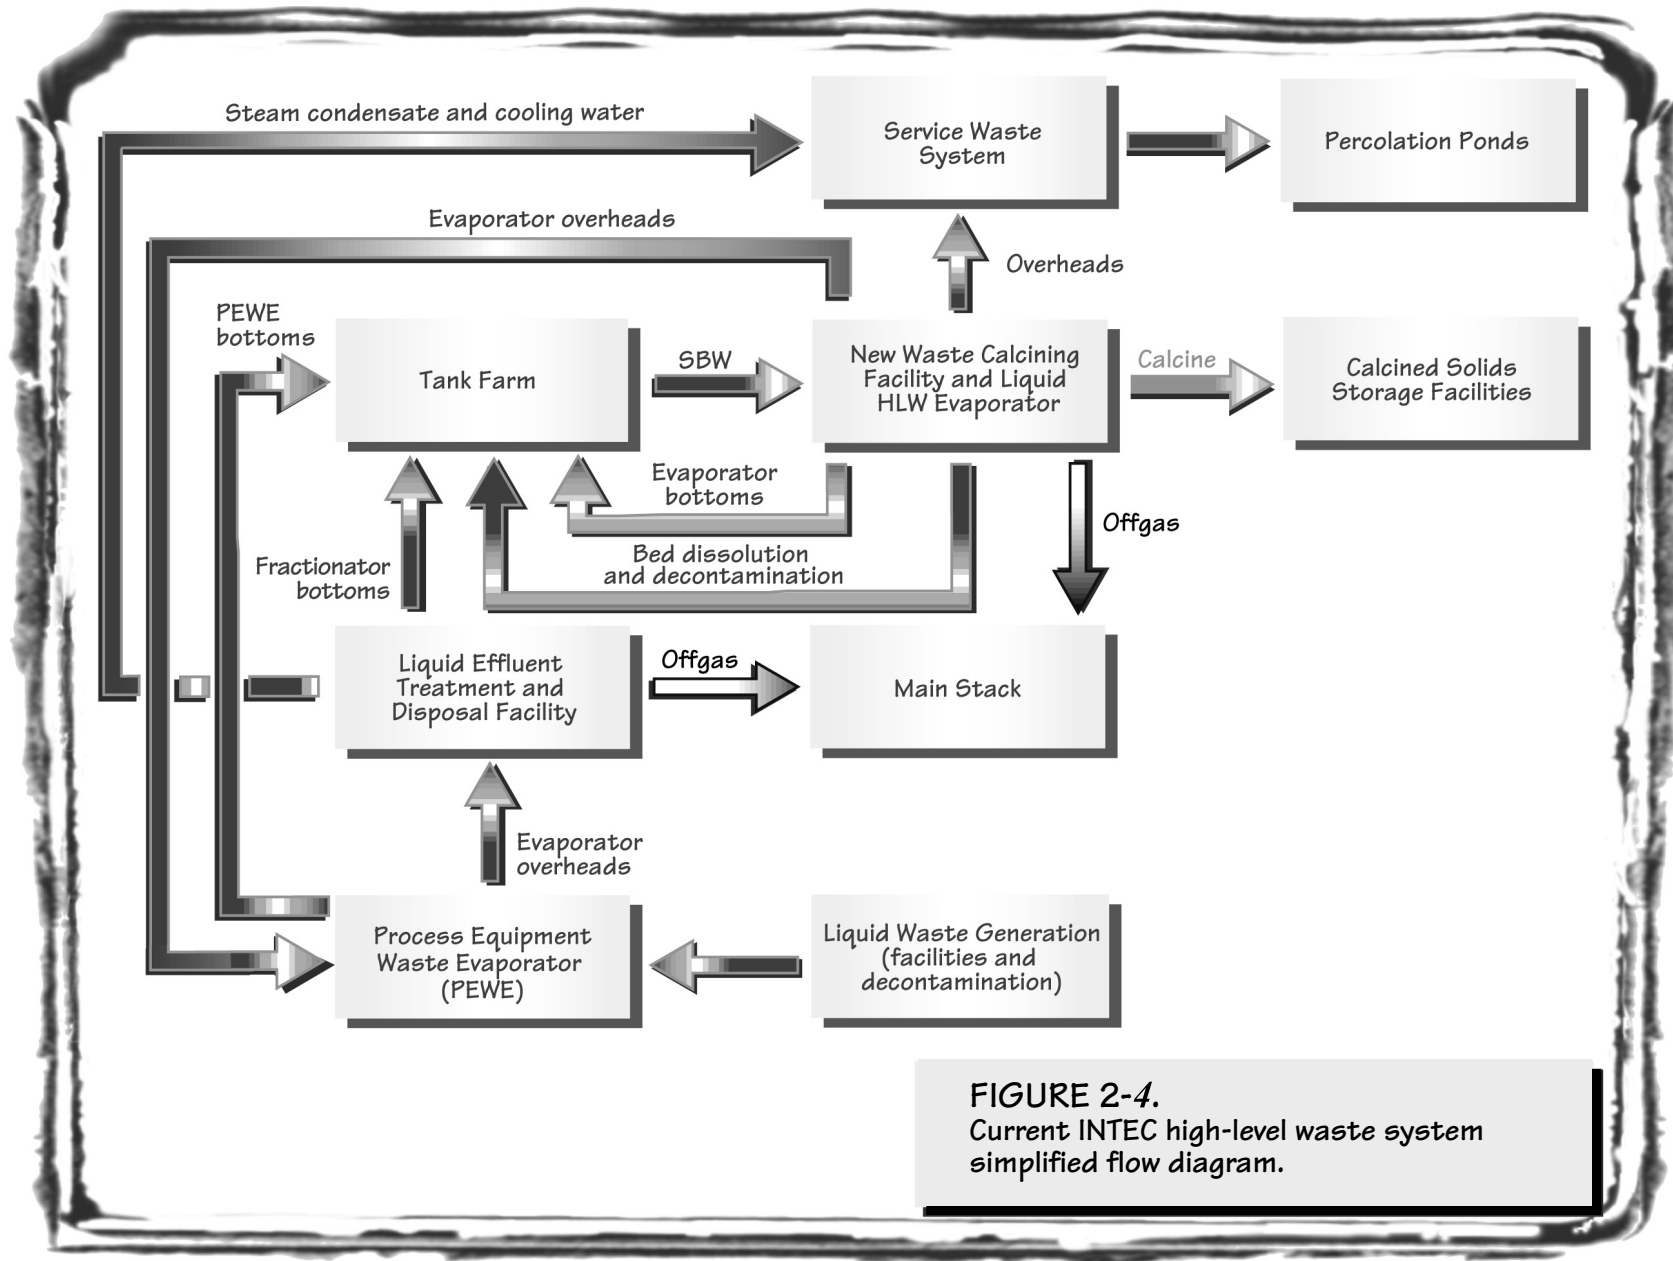 Steam condensate and cooling water
Service Waste
System
Percolation Ponds
Evaporator overheads
Overheads
PEWE
bottoms
Tank Farm
SBW
New Waste Calcining
Facility and Liquid
HLW Evaporator
Calcine
Calcined Solids
Storage Facilities
Evaporator
bottoms
Offgas
Bed dissolution
and decontamination
Fractionator
bottoms
Liquid Effluent
Treatment and
Disposal Facility
Offgas
Main Stack
Evaporator
overheads
Process Equipment
Waste Evaporator
(PEWE)
Liquid Waste Generation
(facilities and
decontamination)
FIGURE 2-4.
Current INTEC high-level waste system
simplified flow diagram.